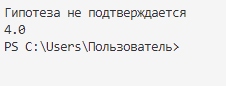 Гипотеза не подтверждается
4.0
PS C:\Users\Пользователь>